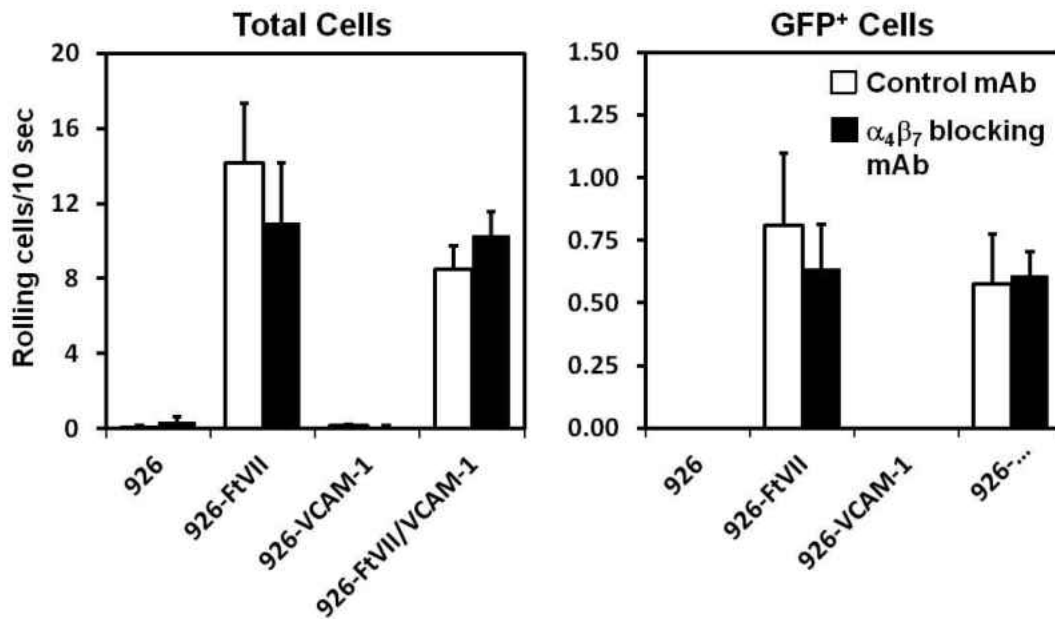 Total Cells
Rolling cells/10 sec
20
16
12
8
4
0
926
926-FtVII
926-VCAM-1
926-FtVII/VCAM-1
GFP⁺ Cells
1.50
1.25
1.00
0.75
0.50
0.25
0.00
Control mAb
α₄β₇ blocking
mAb
926
926-FtVII
926-VCAM-1
926-...